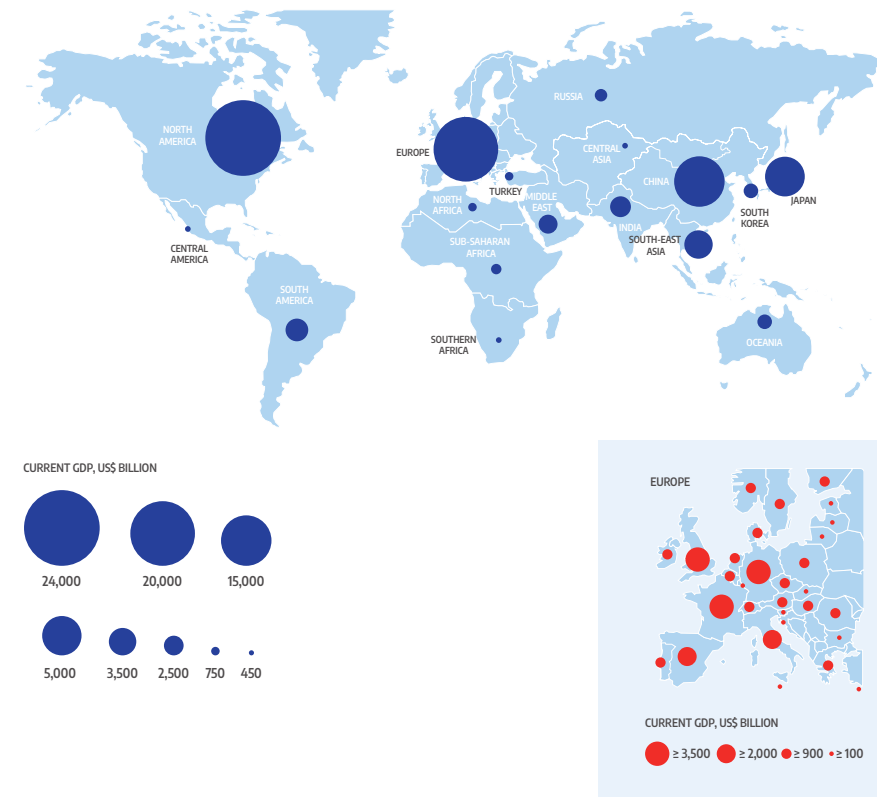 RUSSIA
NORTH
AMERICA
EUROPE
CENTRAL
ASIA
CHINA
TURKEY
MIDDLE
EAST
NORTH
AFRICA
JAPAN
SOUTH
KOREA
INDIA
SOUTH-EAST
ASIA
SUB-SAHARAN
AFRICA
CENTRAL
AMERICA
SOUTH
AMERICA
SOUTHERN
AFRICA
OCEANIA
CURRENT GDP, US$ BILLION
24,000 20,000 15,000
5,000 3,500 2,500 750 450
EUROPE
CURRENT GDP, US$ BILLION
≥ 3,500 ≥ 2,000 ≥ 900 ≥ 100